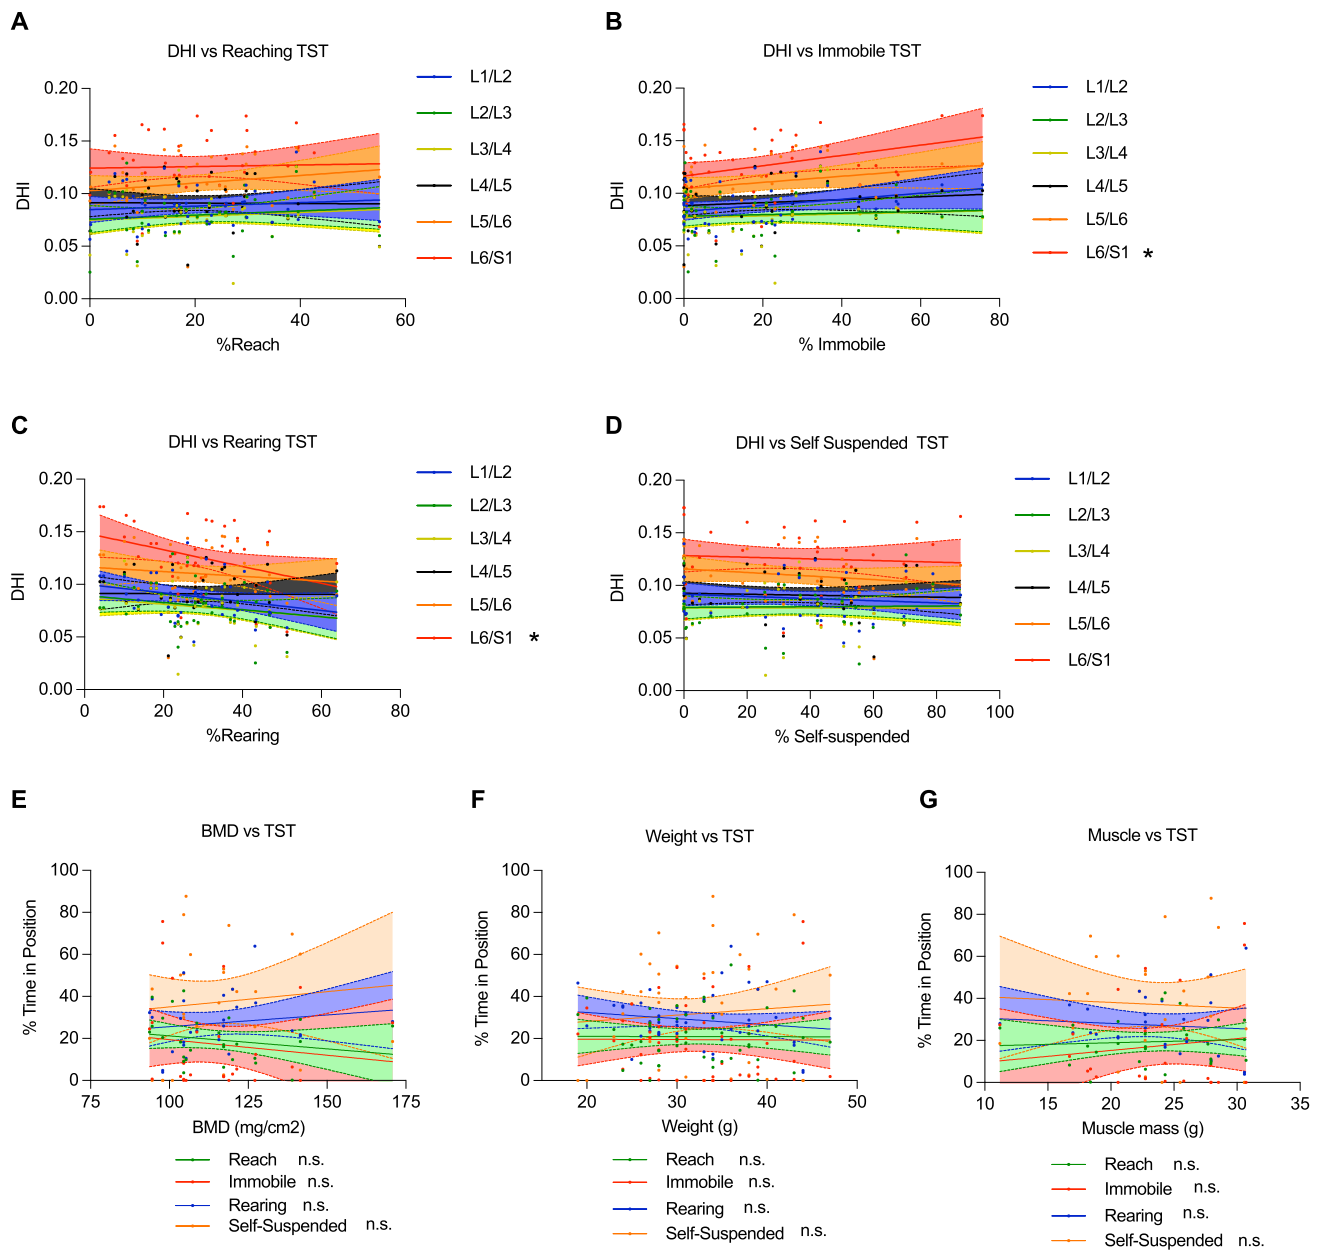 A
DHI vs Reaching TST
DHI
0.20
0.15
0.10
0.05
0.00
0 20 40 60
%Reach
L1/L2
L2/L3
L3/L4
L4/L5
L5/L6
L6/S1
B
DHI vs Immobile TST
DHI
0.20
0.15
0.10
0.05
0.00
0 20 40 60 80
% Immobile
L1/L2
L2/L3
L3/L4
L4/L5
L5/L6
L6/S1 *
C
DHI vs Rearing TST
DHI
0.20
0.15
0.10
0.05
0.00
0 20 40 60 80
%Rearing
L1/L2
L2/L3
L3/L4
L4/L5
L5/L6
L6/S1 *
D
DHI vs Self Suspended TST
DHI
0.20
0.15
0.10
0.05
0.00
0 20 40 60 80 100
% Self-suspended
L1/L2
L2/L3
L3/L4
L4/L5
L5/L6
L6/S1
E
BMD vs TST
% Time in Position
100
80
60
40
20
0
75 100 125 150 175
BMD (mg/cm2)
Reach n.s.
Immobile n.s.
Rearing n.s.
Self-Suspended n.s.
F
Weight vs TST
% Time in Position
100
80
60
40
20
0
20 30 40 50
Weight (g)
Reach n.s.
Immobile n.s.
Rearing n.s.
Self-Suspended n.s.
G
Muscle vs TST
% Time in Position
100
80
60
40
20
0
10 15 20 25 30 35
Muscle mass (g)
Reach n.s.
Immobile n.s.
Rearing n.s.
Self-Suspended n.s.